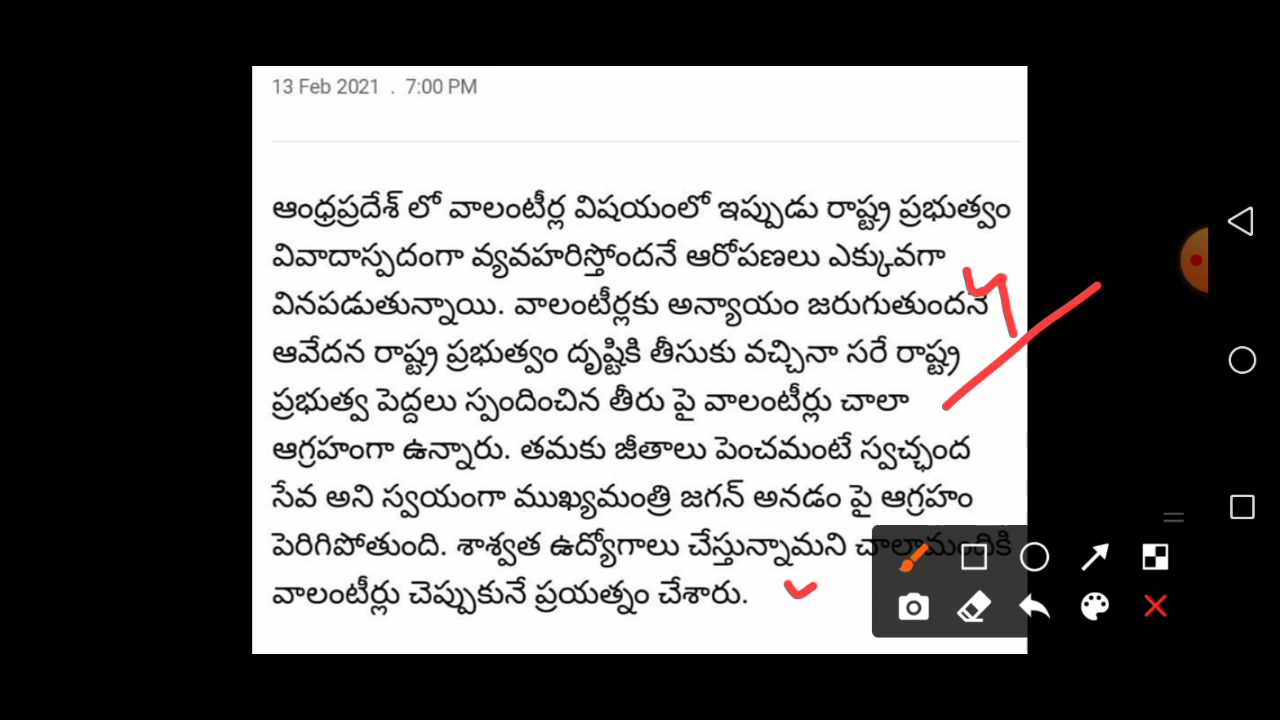 13 Feb 2021 . 7:00 PM
ఆంధ్రప్రదేశ్ లో వాలంటీర్ల విషయంలో ఇప్పుడు రాష్ట్ర ప్రభుత్వం
వివాదాస్పదంగా వ్యవహరిస్తోందనే ఆరోపణలు ఎక్కువగా
వినపడుతున్నాయి. వాలంటీర్లకు అన్యాయం జరుగుతుందనే
ఆవేదన రాష్ట్ర ప్రభుత్వం దృష్టికి తీసుకు వచ్చినా సరే రాష్ట్ర
ప్రభుత్వ పెద్దలు స్పందించిన తీరు పై వాలంటీర్లు చాలా
ఆగ్రహంగా ఉన్నారు. తమకు జీతాలు పెంచమంటే స్వచ్ఛంద
సేవ అని స్వయంగా ముఖ్యమంత్రి జగన్ అనడం పై ఆగ్రహం
పెరిగిపోతుంది. శాశ్వత ఉద్యోగాలు చేస్తున్నామని చాలామందికి
వాలంటీర్లు చెప్పుకునే ప్రయత్నం చేశారు.